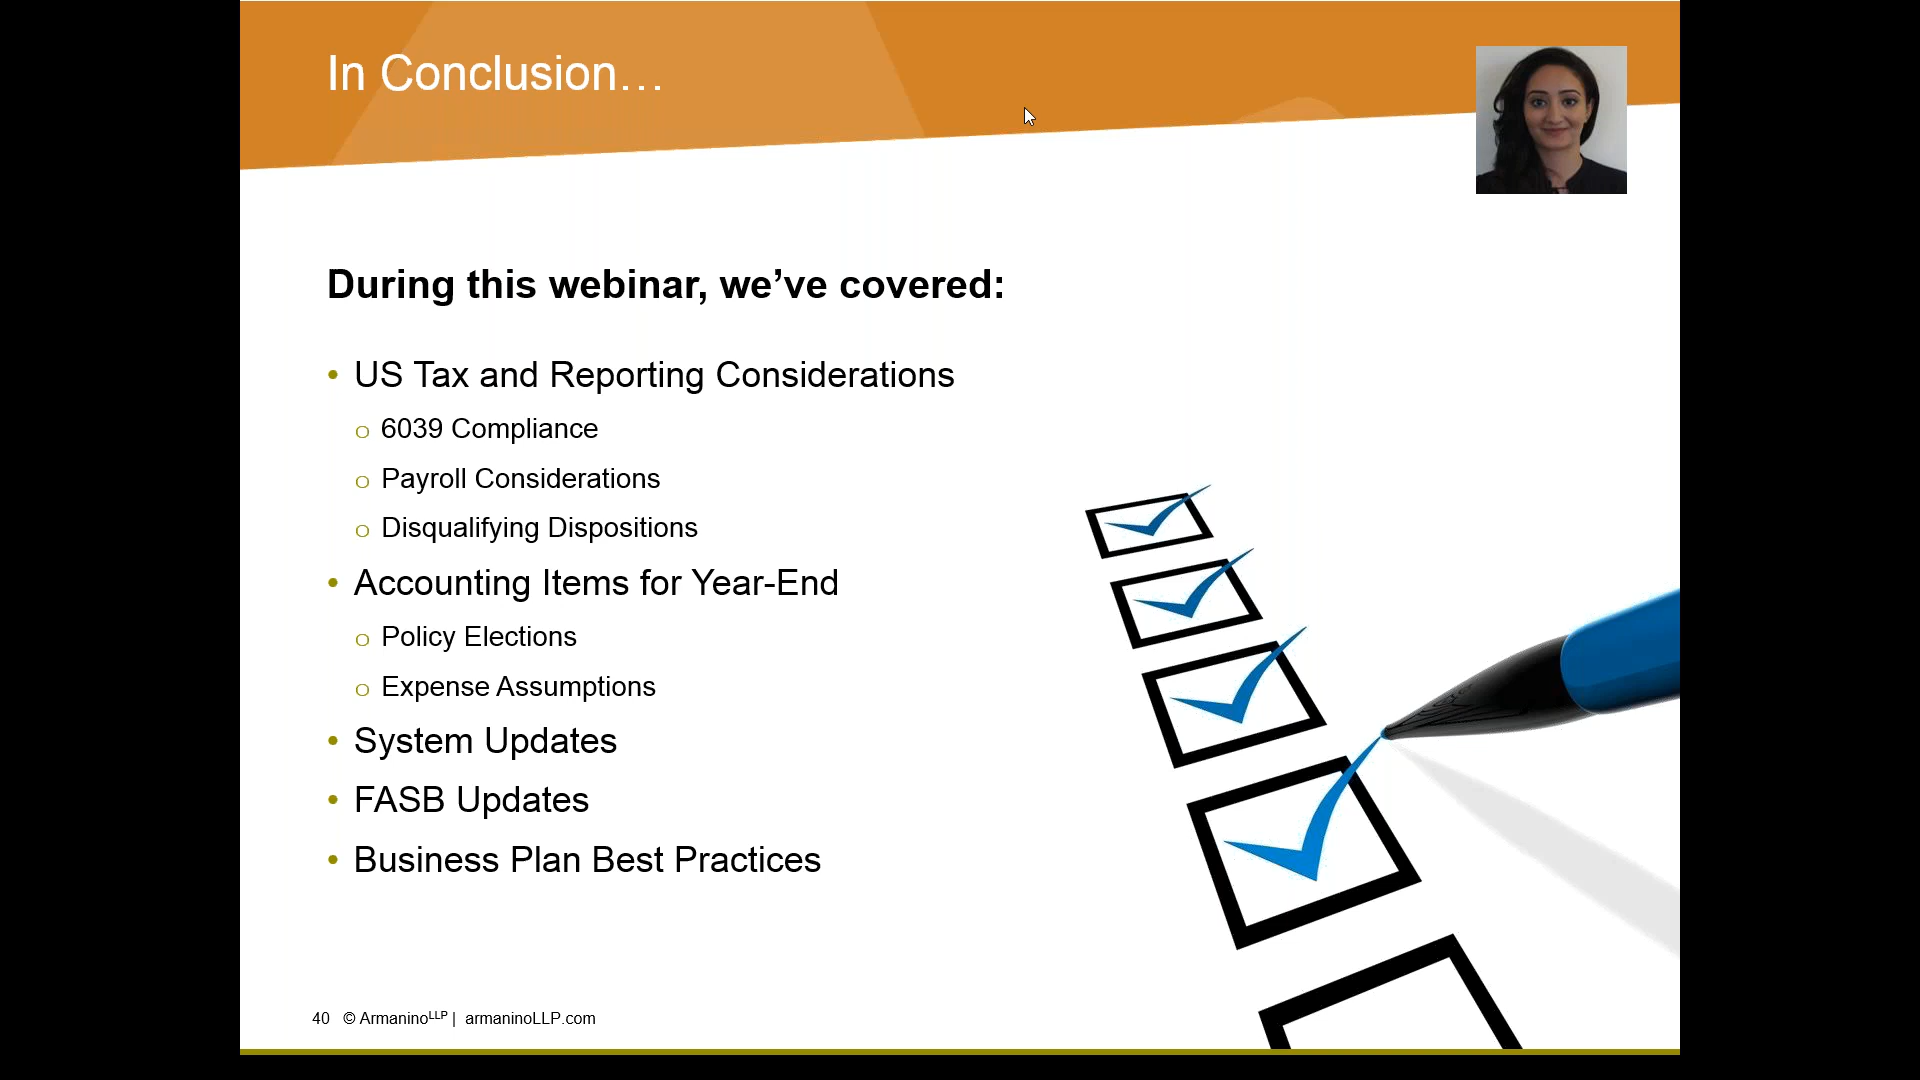 In Conclusion…
During this webinar, we’ve covered:
• US Tax and Reporting Considerations
o 6039 Compliance
o Payroll Considerations
o Disqualifying Dispositions
• Accounting Items for Year-End
o Policy Elections
o Expense Assumptions
• System Updates
• FASB Updates
• Business Plan Best Practices
40 © ArmaninoLLP | armaninoLLP.com